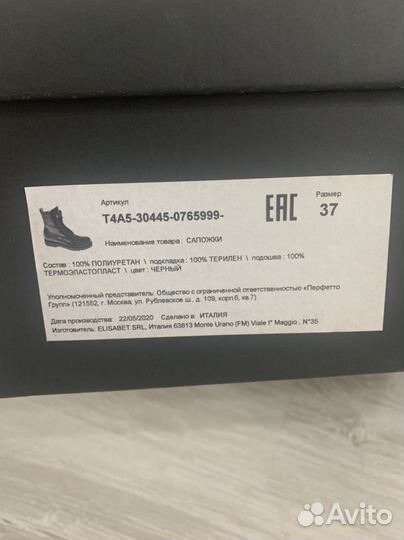 Артикул
T4A5-30445-0765999-
EAC
Размер
37
Наименование товара : САПОЖКИ
Состав : 100% ПОЛИУРЕТАН \ подкладка : 100% ТЕРИЛЕН \ подошва : 100%
ТЕРМОЭЛАСТОПЛАСТ \ цвет : ЧЕРНЫЙ
Уполномоченный представитель: Общество с ограниченной ответственностью «Перфетто
Групп» (121552, г. Москва, ул. Рублевское ш., д. 109, корп.6, кв.7)
Дата производства: 22/05/2020 Сделано в: ИТАЛИЯ
Изготовитель: ELISABET SRL, Италия 63813 Monte Urano (FM) Viale I° Maggio , N°35
Avito